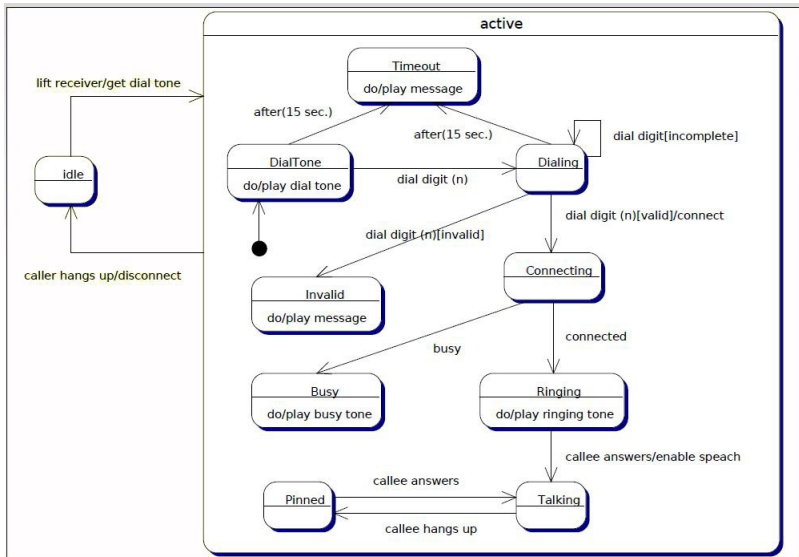 active
Timeout
do/play message
lift receiver/get dial tone
after(15 sec.)
after(15 sec.)
dial digit[incomplete]
DialTone
do/play dial tone
Dialing
idle
dial digit (n)
dial digit (n)[valid]/connect
dial digit (n)[invalid]
caller hangs up/disconnect
Connecting
Invalid
do/play message
busy
connected
Busy
do/play busy tone
Ringing
do/play ringing tone
callee answers/enable speach
Pinned
callee answers
Talking
callee hangs up